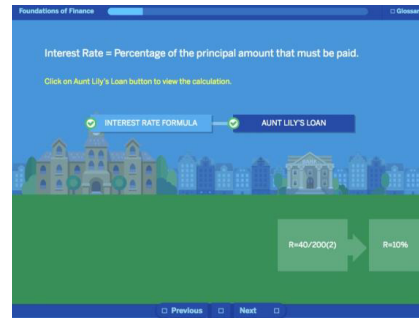 Foundations of Finance
Glossar
Interest Rate = Percentage of the principal amount that must be paid.
Click on Aunt Lily's Loan button to view the calculation.
INTEREST RATE FORMULA
AUNT LILY'S LOAN
R=40/200(2)
R=10%
Previous
Next